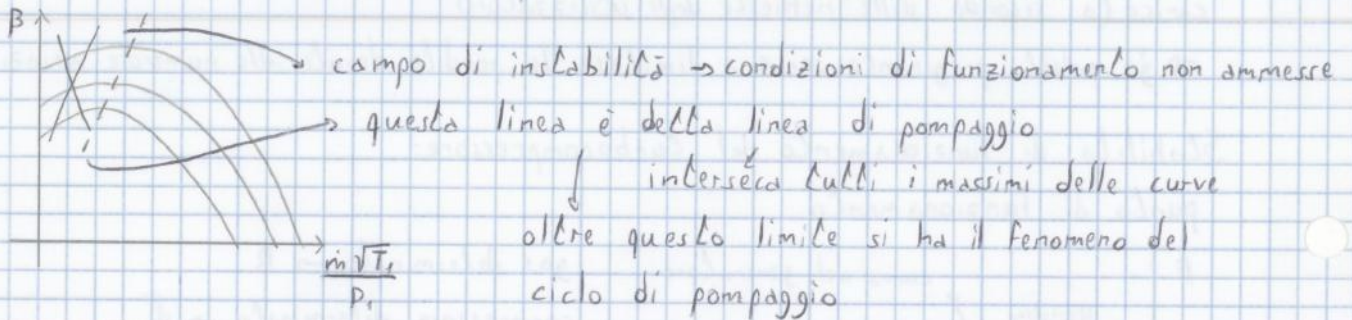 β
campo di instabilità → condizioni di funzionamento non ammesse
questa linea è detta linea di pompaggio
interseca tutti i massimi delle curve
oltre questo limite si ha il fenomeno del
ciclo di pompaggio
ṁ√T₁
p₁